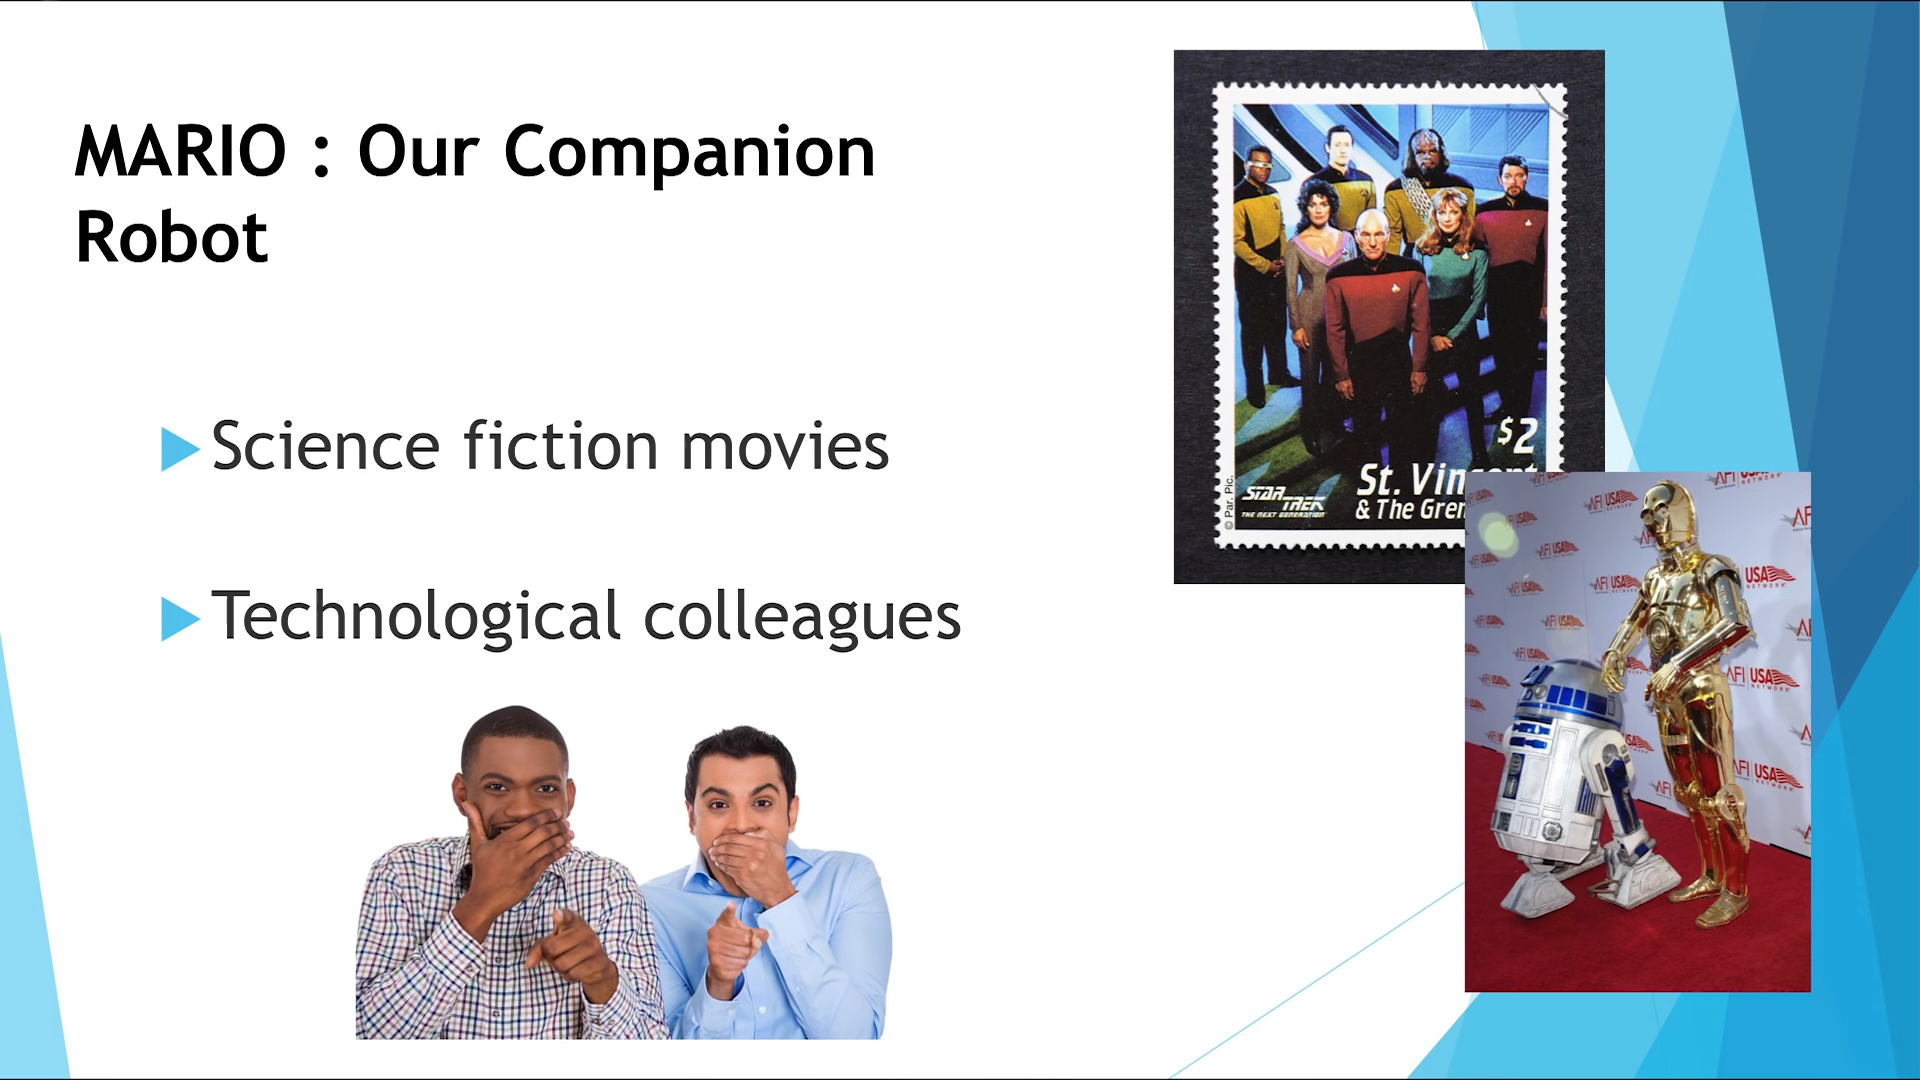 MARIO : Our Companion
Robot
Science fiction movies
Technological colleagues
$2
St. Vin
& The Gren
STAR TREK
THE NEXT GENERATION
© Par. Pic.
AFI USA
NETWORK